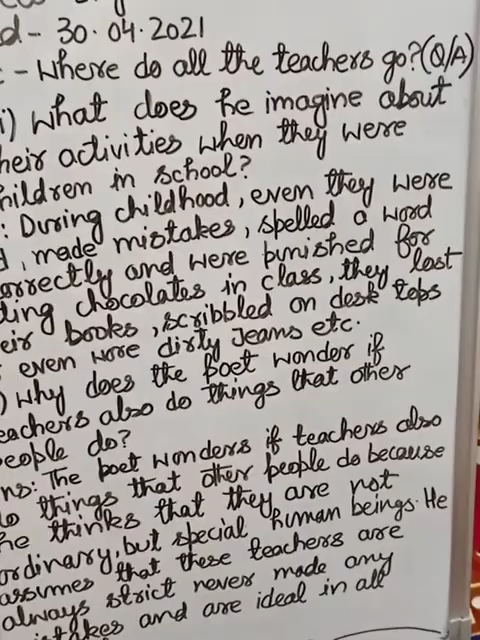 d- 30.04.2021
:- Where do all the teachers go? (Q/A)
i) What does he imagine about
heir activities when they were
hildren in school?
: During childhood, even they were
d, made mistakes, spelled a word
orrectly and were punished for
ting chocolates in class, they lost
eir books, scribbled on desk tops
even wore dirty Jeans etc.
) Why does the Poet wonder if
eachers also do things that other
eople do?
ns: The poet wonders if teachers also
do things that other people do because
he thinks that they are not
ordinary, but special human beings. He
assumes that these teachers are
always strict never made any
istakes and are ideal in all